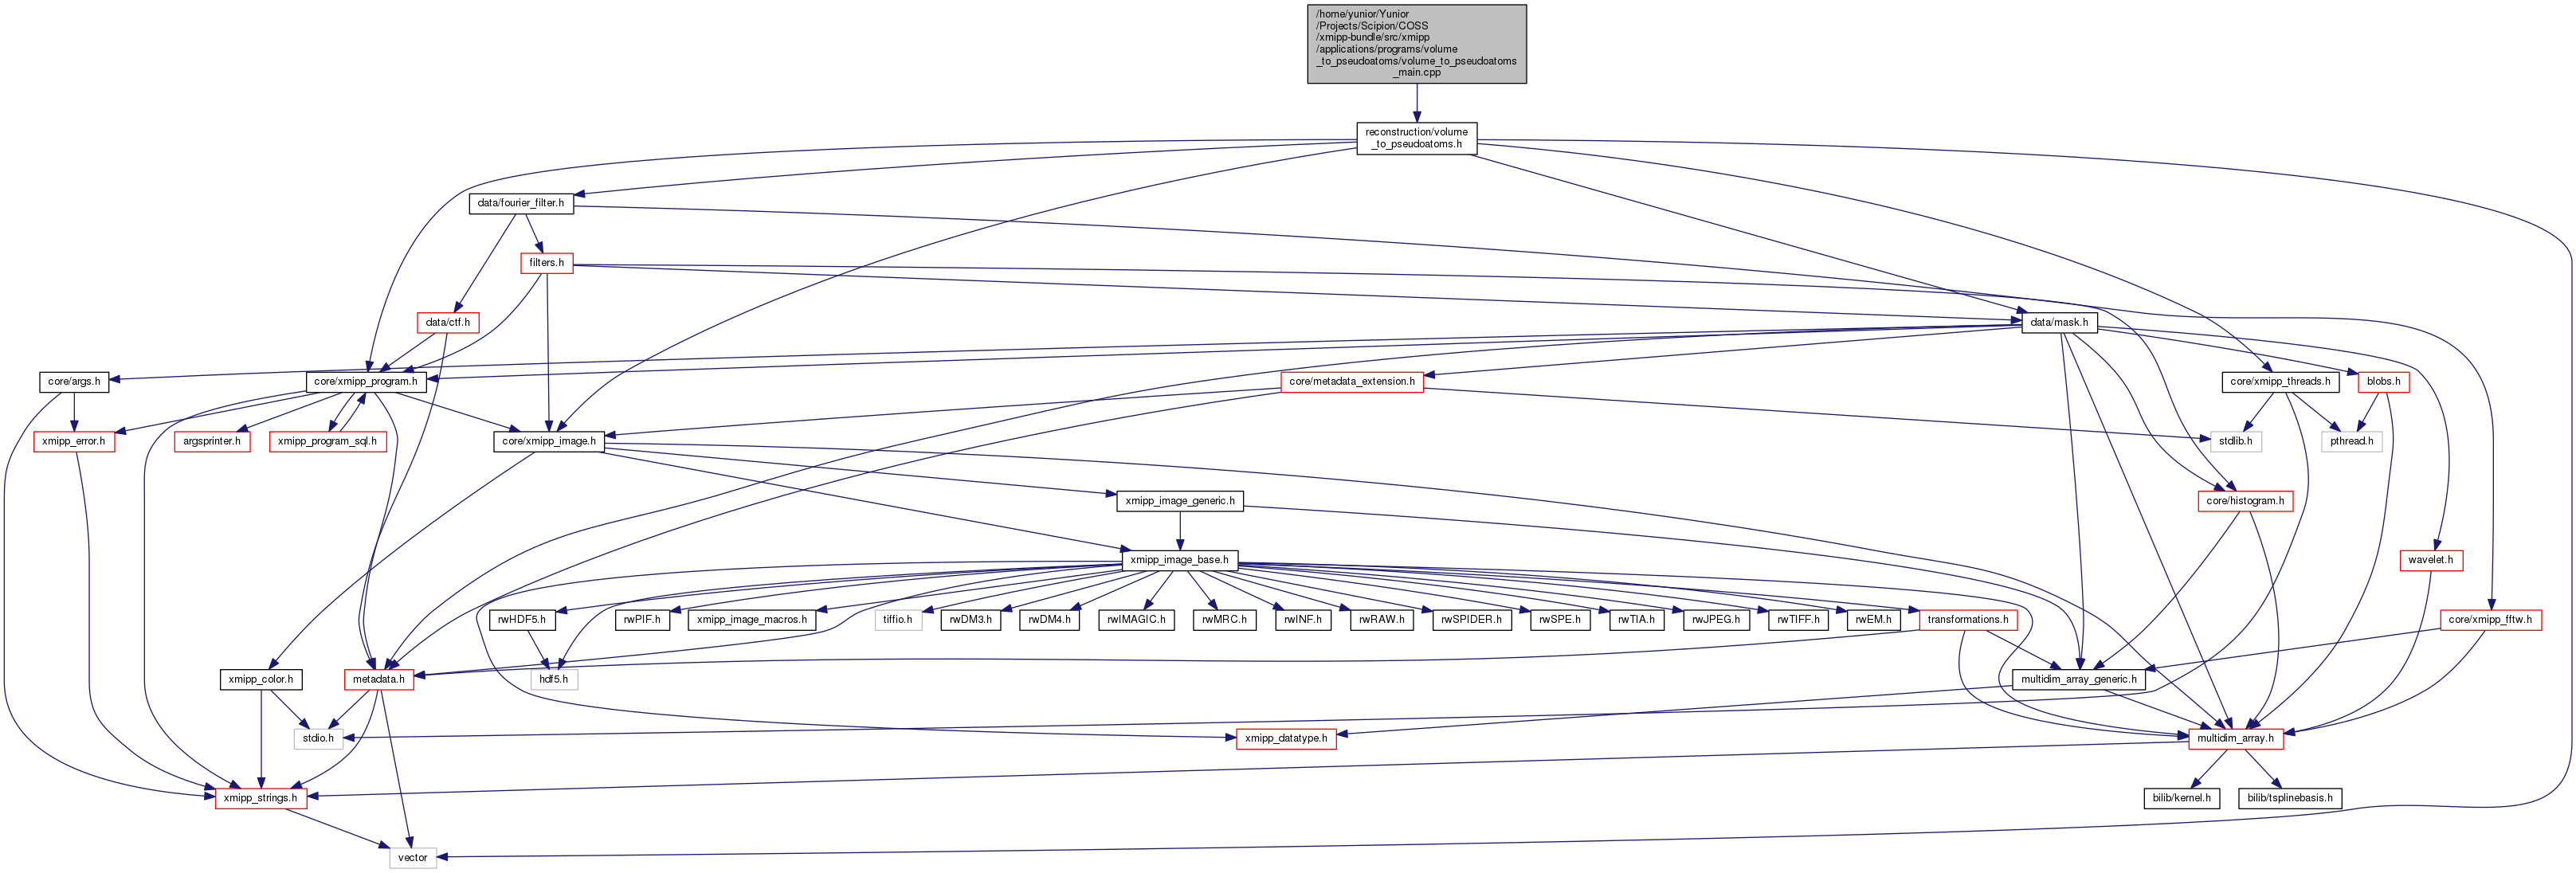 /home/yunior/Yunior
/Projects/Scipion/COSS
/xmipp-bundle/src/xmipp
/applications/programs/volume
_to_pseudoatoms/volume_to_pseudoatoms
_main.cpp
reconstruction/volume
_to_pseudoatoms.h
data/fourier_filter.h
filters.h
data/ctf.h
data/mask.h
core/args.h
core/xmipp_program.h
core/metadata_extension.h
core/xmipp_threads.h
blobs.h
xmipp_error.h
argsprinter.h
xmipp_program_sql.h
core/xmipp_image.h
stdlib.h
pthread.h
xmipp_image_generic.h
core/histogram.h
xmipp_image_base.h
wavelet.h
rwHDF5.h
rwPIF.h
xmipp_image_macros.h
tiffio.h
rwDM3.h
rwDM4.h
rwIMAGIC.h
rwMRC.h
rwINF.h
rwRAW.h
rwSPIDER.h
rwSPE.h
rwTIA.h
rwJPEG.h
rwTIFF.h
rwEM.h
transformations.h
core/xmipp_fftw.h
xmipp_color.h
metadata.h
hdf5.h
multidim_array_generic.h
stdio.h
xmipp_datatype.h
multidim_array.h
xmipp_strings.h
bilib/kernel.h
bilib/tsplinebasis.h
vector